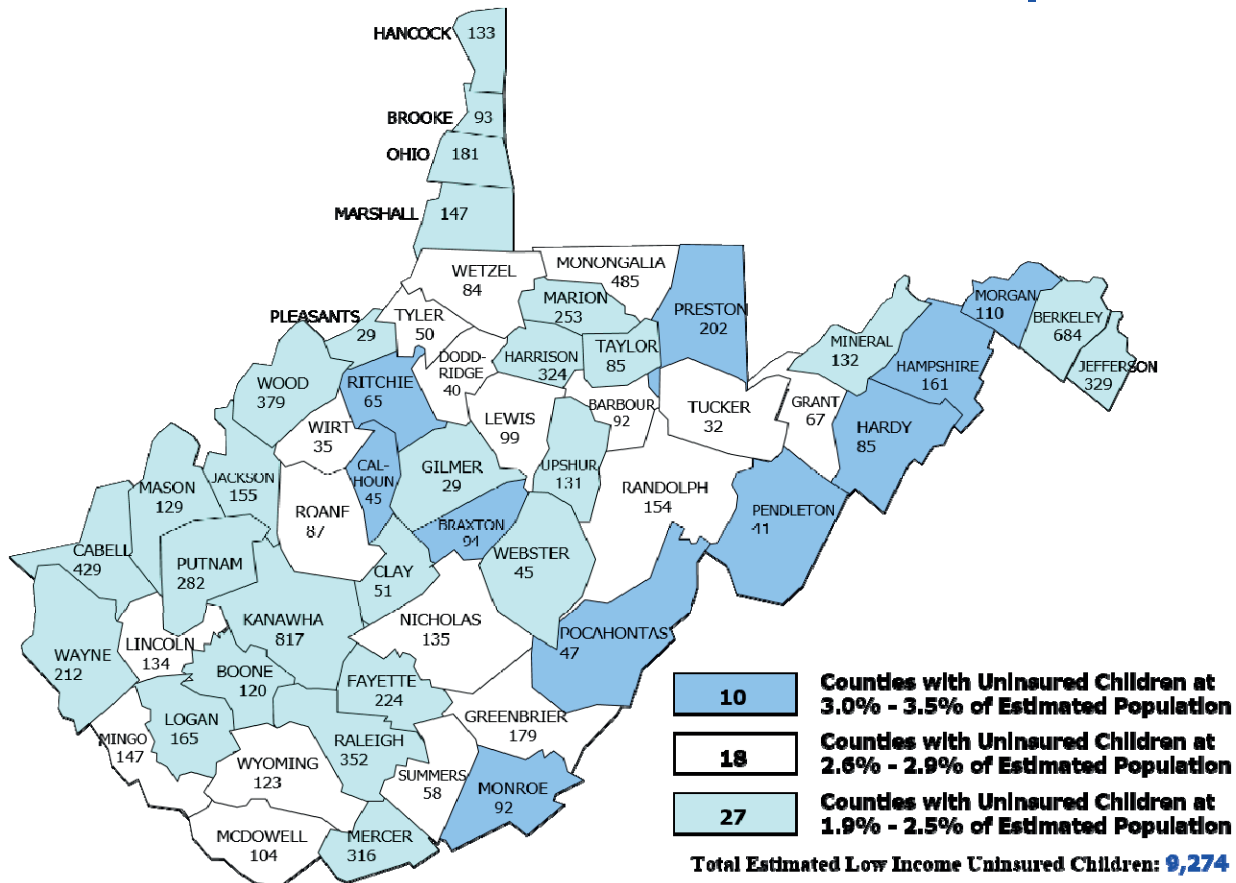 HANCOCK 133
BROOKE 93
OHIO 181
MARSHALL 147
WETZEL
84
MONONGALIA
485
MARION
253
PRESTON
202
TYLER
50
PLEASANTS
29
DODD-
RIDGE
40
HARRISON
324
TAYLOR
85
MORGAN
110
BERKELEY
684
JEFFERSON
329
MINERAL
132
HAMPSHIRE
161
WOOD
379
RITCHIE
65
LEWIS
99
BARBOUR
92
TUCKER
32
GRANT
67
HARDY
85
WIRT
35
CAL-
HOUN
45
GILMER
29
UPSHUR
131
RANDOLPH
154
PENDLETON
41
JACKSON
155
MASON
129
ROANE
87
BRAXTON
94
WEBSTER
45
CABELL
429
PUTNAM
282
CLAY
51
KANAWHA
817
NICHOLAS
135
POCAHONTAS
47
WAYNE
212
LINCOLN
134
BOONE
120
FAYETTE
224
LOGAN
165
GREENBRIER
179
MINGO
147
RALEIGH
352
WYOMING
123
SUMMERS
58
MONROE
92
MCDOWELL
104
MERCER
316
10 Counties with Uninsured Children at
3.0% - 3.5% of Estimated Population
18 Counties with Uninsured Children at
2.6% - 2.9% of Estimated Population
27 Counties with Uninsured Children at
1.9% - 2.5% of Estimated Population
Total Estimated Low Income Uninsured Children: 9,274